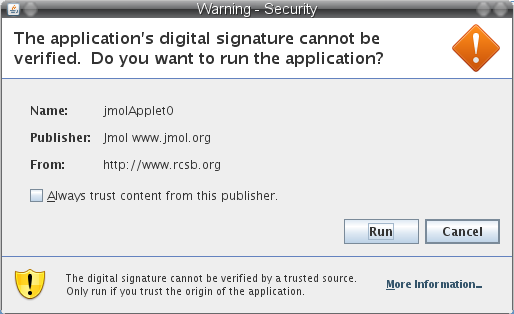 Warning - Security
The application's digital signature cannot be
verified. Do you want to run the application?
Name: jmolApplet0
Publisher: Jmol www.jmol.org
From: http://www.rcsb.org
Always trust content from this publisher.
Run Cancel
The digital signature cannot be verified by a trusted source.
Only run if you trust the origin of the application.
More Information...